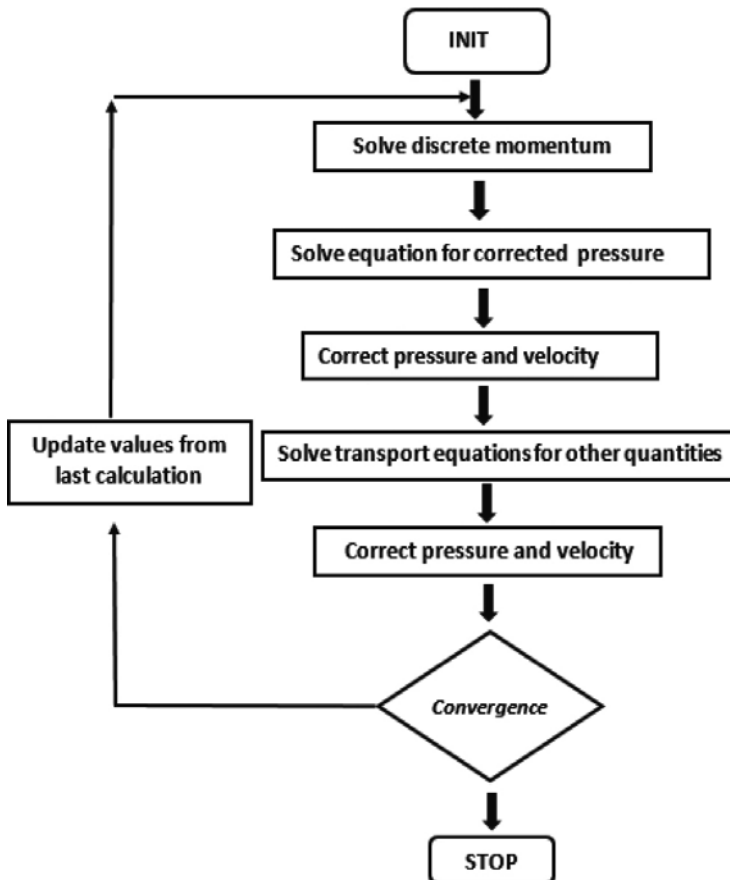 INIT
Solve discrete momentum
Solve equation for corrected pressure
Correct pressure and velocity
Update values from
last calculation
Solve transport equations for other quantities
Correct pressure and velocity
Convergence
STOP